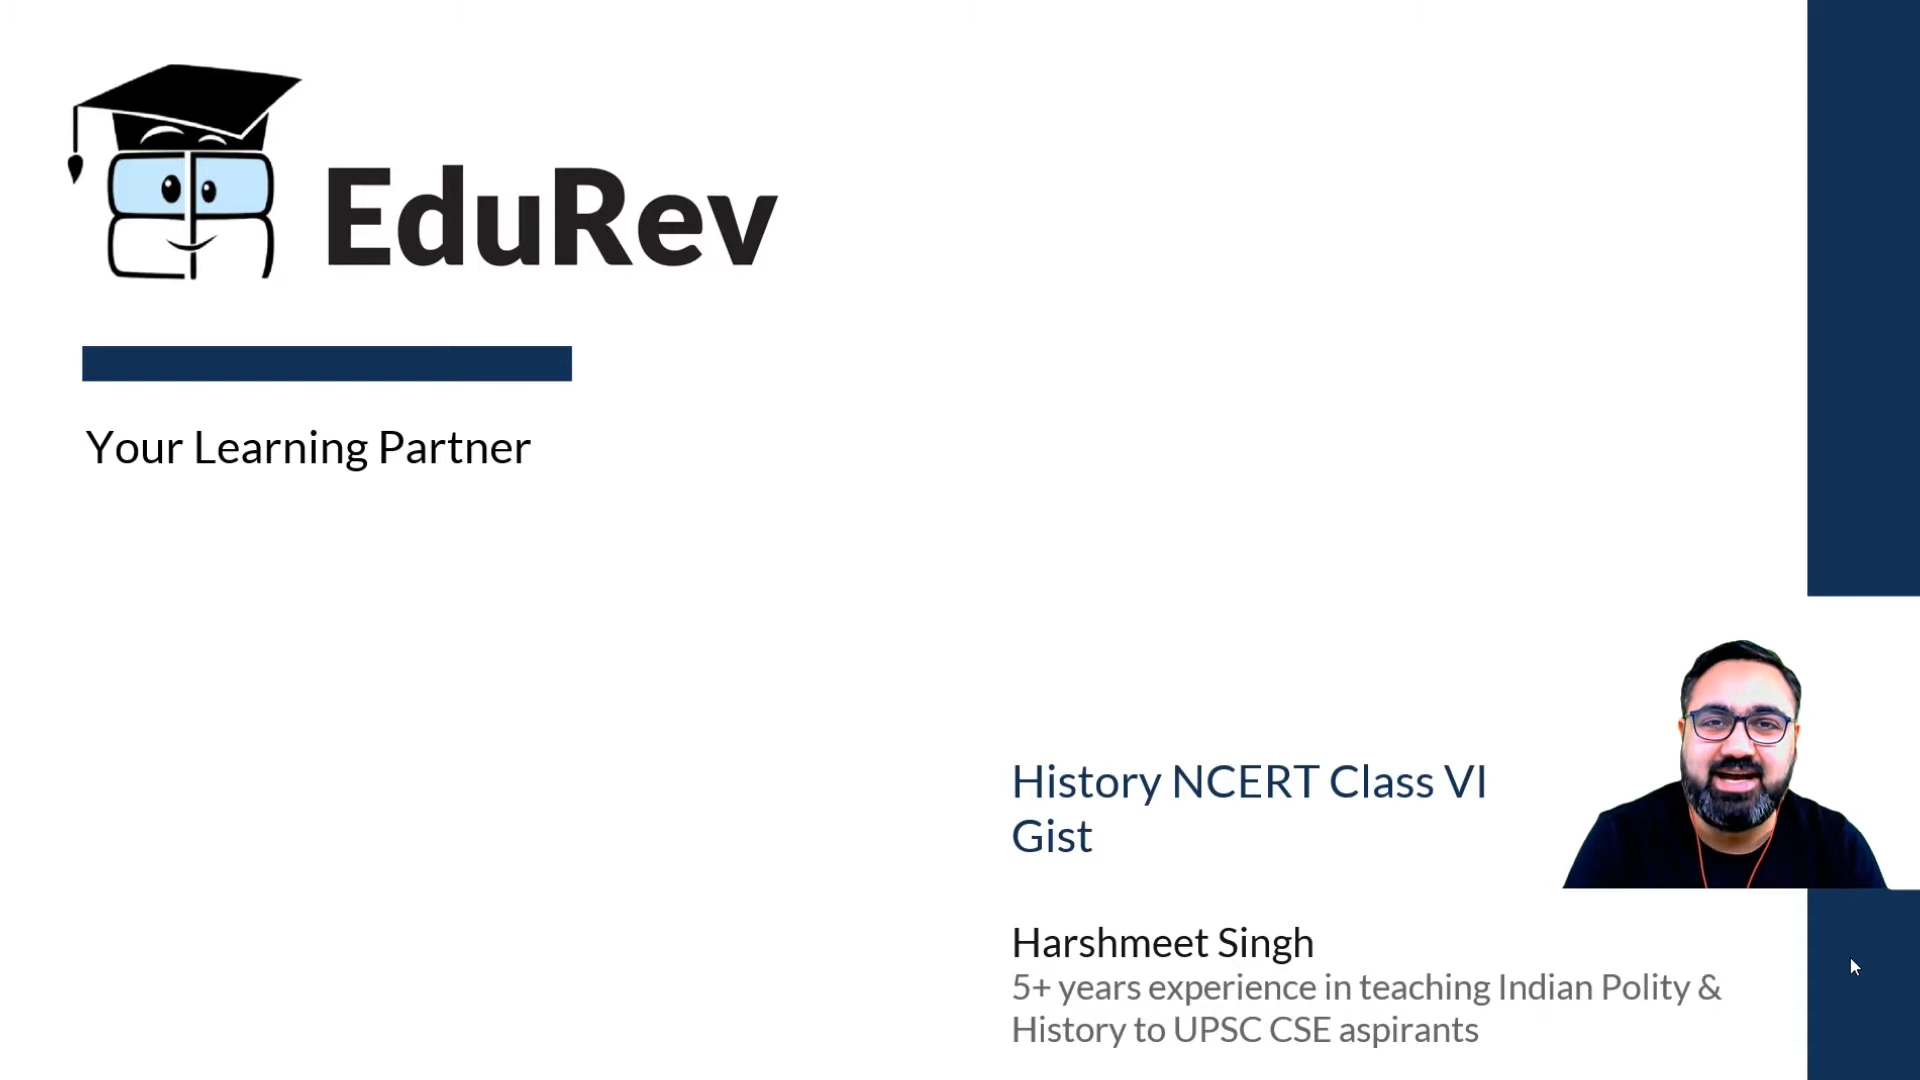 EduRev
Your Learning Partner
History NCERT Class VI
Gist
Harshmeet Singh
5+ years experience in teaching Indian Polity &
History to UPSC CSE aspirants